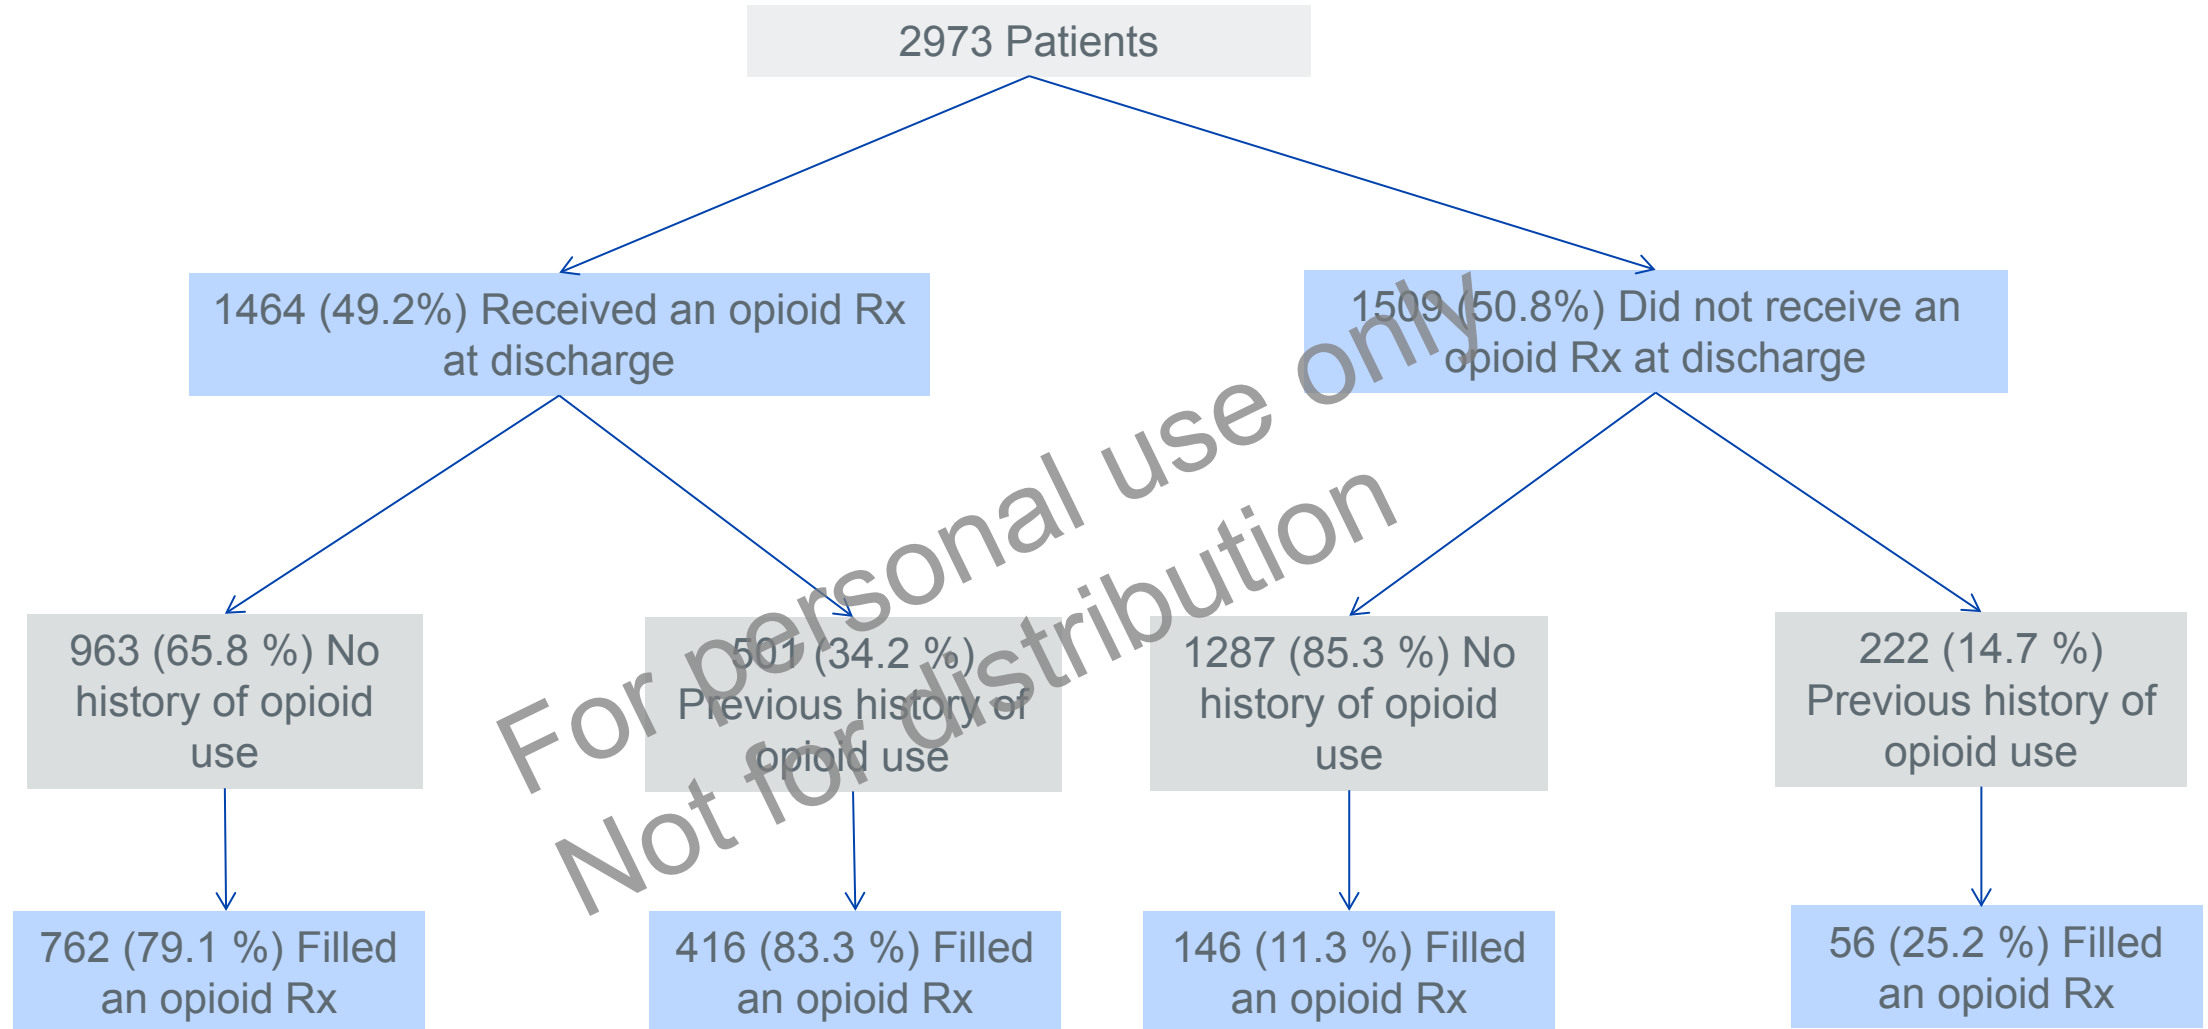 2973 Patients
1464 (49.2%) Received an opioid Rx
at discharge
1509 (50.8%) Did not receive an
opioid Rx at discharge
963 (65.8 %) No
history of opioid
use
501 (34.2 %)
Previous history of
opioid use
1287 (85.3 %) No
history of opioid
use
222 (14.7 %)
Previous history of
opioid use
762 (79.1 %) Filled
an opioid Rx
416 (83.3 %) Filled
an opioid Rx
146 (11.3 %) Filled
an opioid Rx
56 (25.2 %) Filled
an opioid Rx
For personal use only
Not for distribution